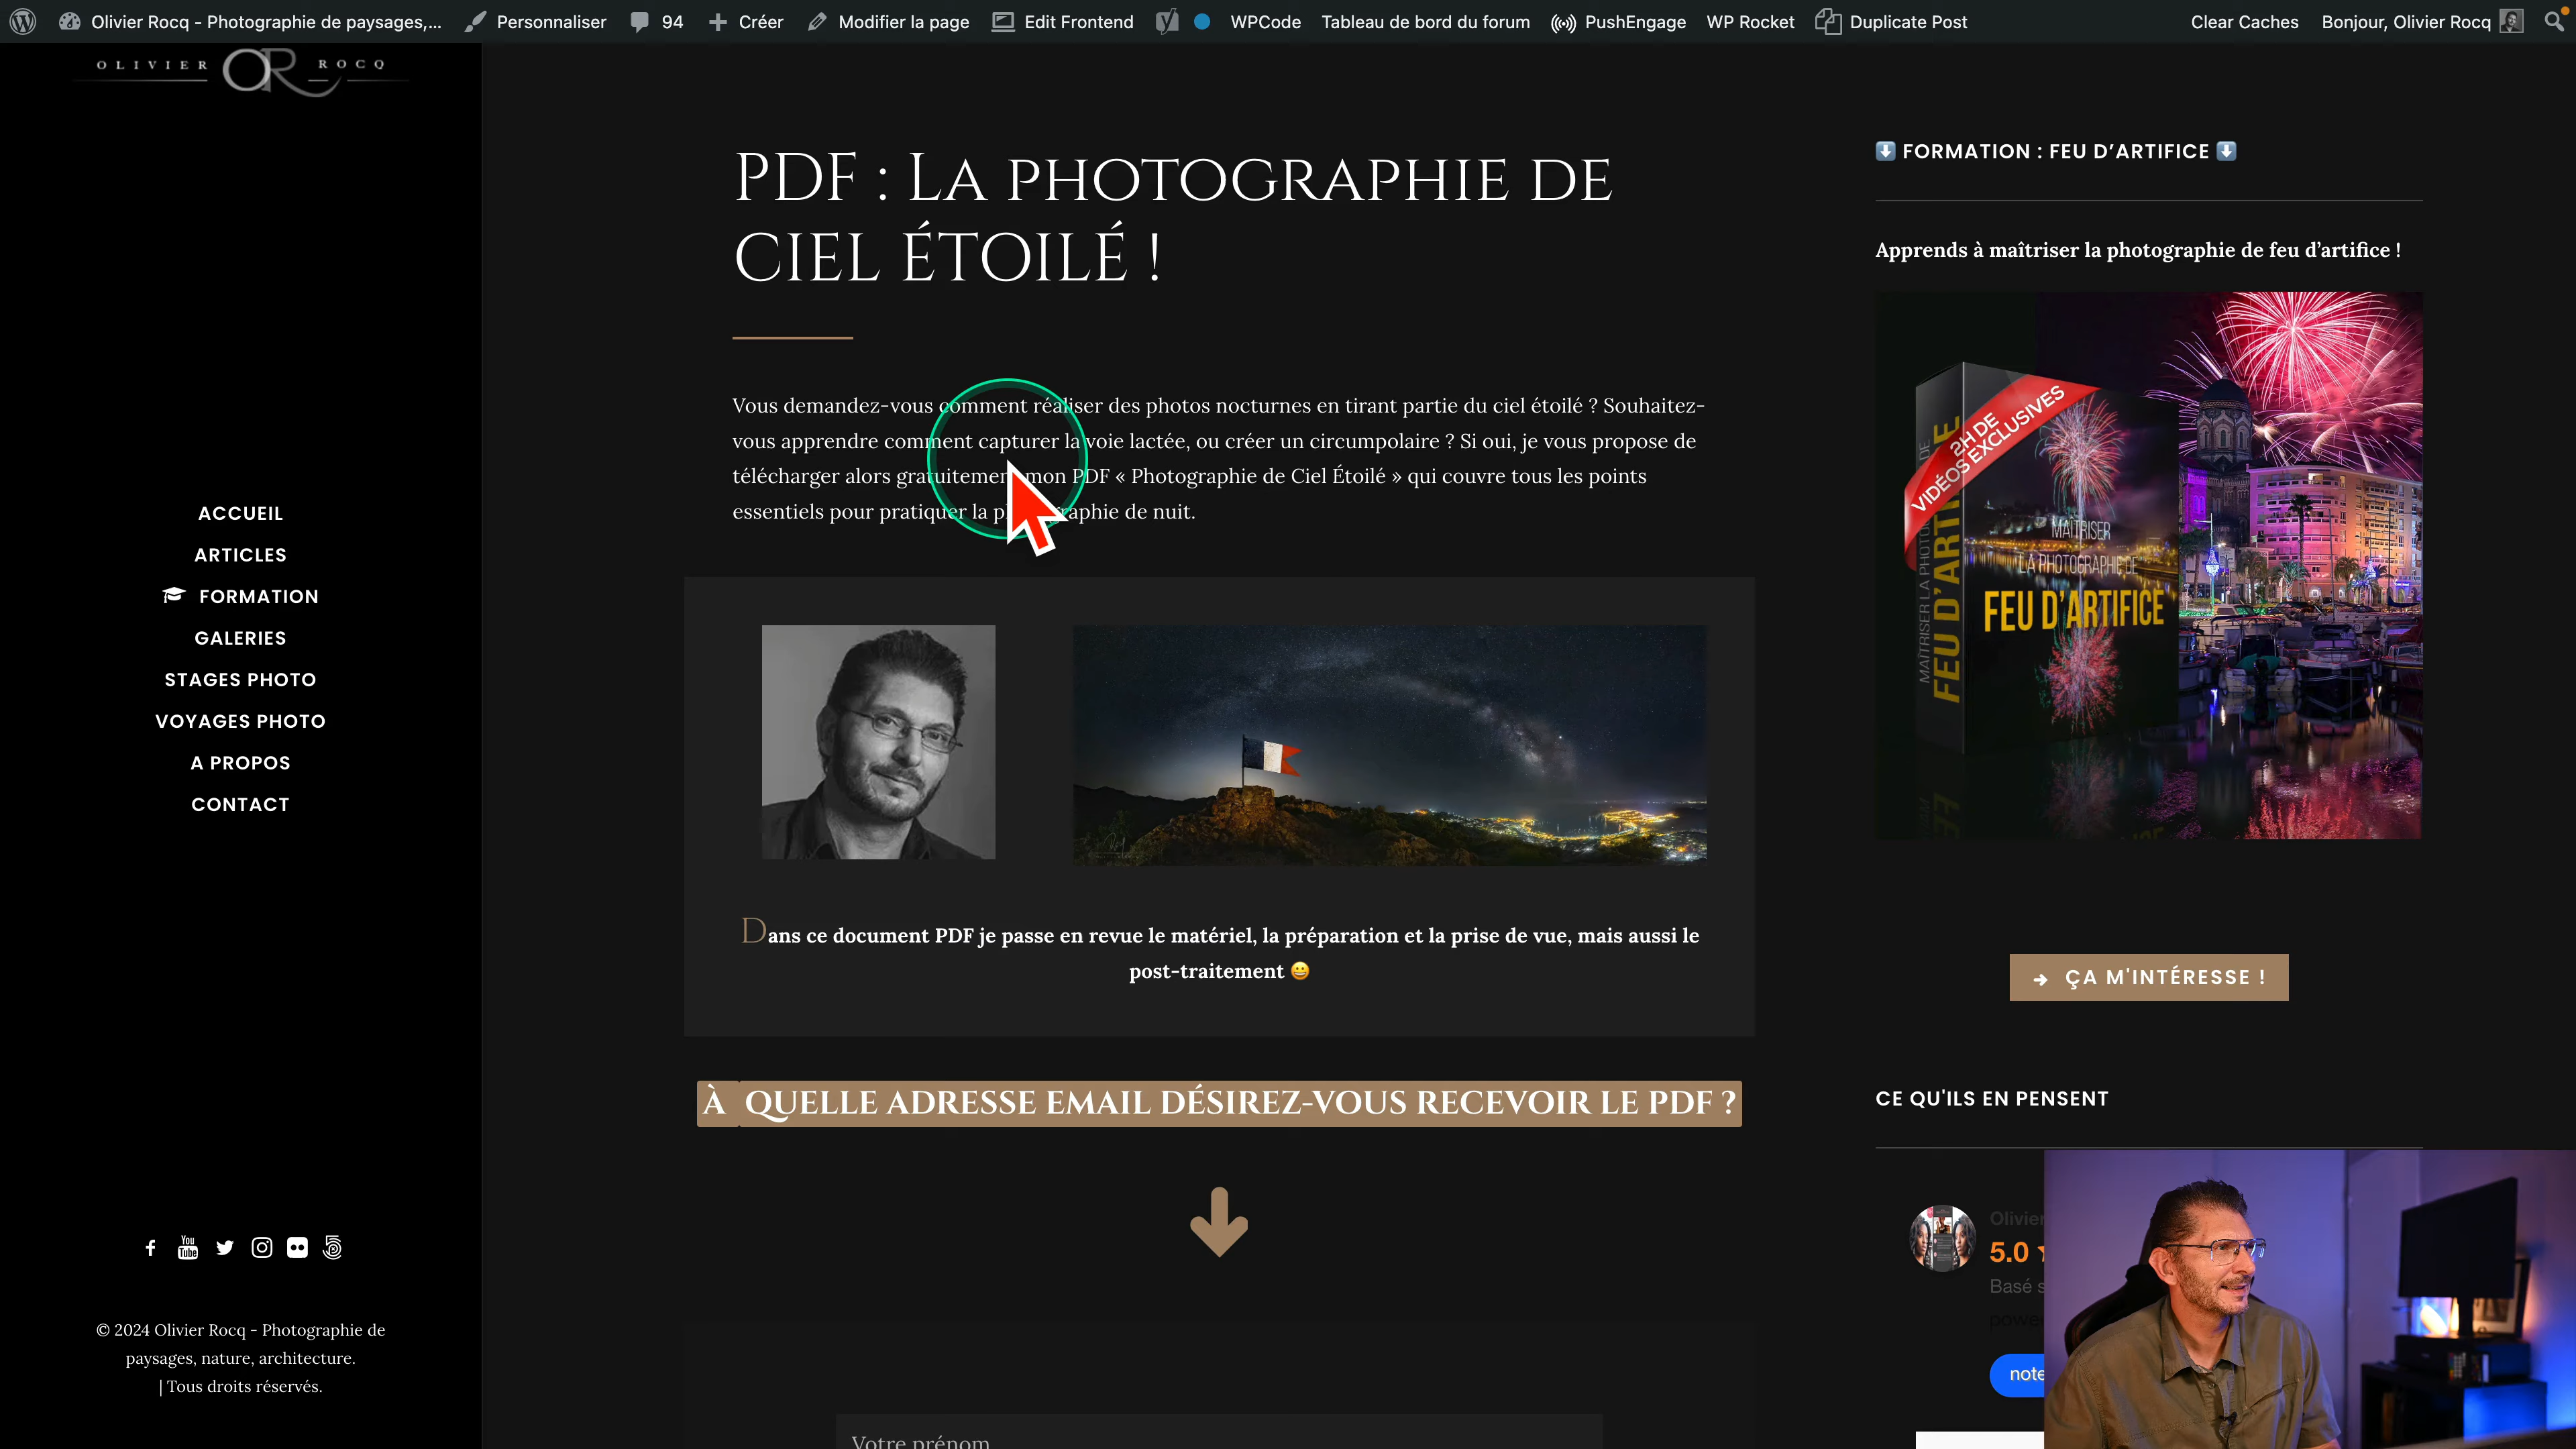 Olivier Rocq - Photographie de paysages,...
Personnaliser
94
Créer
Modifier la page
Edit Frontend
WPCode
Tableau de bord du forum
PushEngage
WP Rocket
Duplicate Post
Clear Caches
Bonjour, Olivier Rocq
OLIVIER OR ROCQ
ACCUEIL
ARTICLES
FORMATION
GALERIES
STAGES PHOTO
VOYAGES PHOTO
A PROPOS
CONTACT
You
Tube
© 2024 Olivier Rocq - Photographie de
paysages, nature, architecture.
| Tous droits réservés.
PDF : La photographie de
ciel étoilé !
Vous demandez-vous comment réaliser des photos nocturnes en tirant partie du ciel étoilé ? Souhaitez-
vous apprendre comment capturer la voie lactée, ou créer un circumpolaire ? Si oui, je vous propose de
télécharger alors gratuitement mon PDF « Photographie de Ciel Étoilé » qui couvre tous les points
essentiels pour pratiquer la photographie de nuit.
Dans ce document PDF je passe en revue le matériel, la préparation et la prise de vue, mais aussi le
post-traitement 😀
À QUELLE ADRESSE EMAIL DÉSIREZ-VOUS RECEVOIR LE PDF ?
Votre prénom
⬇️ FORMATION : FEU D’ARTIFICE ⬇️
Apprends à maîtriser la photographie de feu d’artifice !
2H DE
VIDÉOS EXCLUSIVES
MAÎTRISER
LA PHOTOGRAPHIE DE
FEU D'ARTIFICE
ÇA M'INTÉRESSE !
CE QU'ILS EN PENSENT
Olivier
5.0
Basé s
powe
note